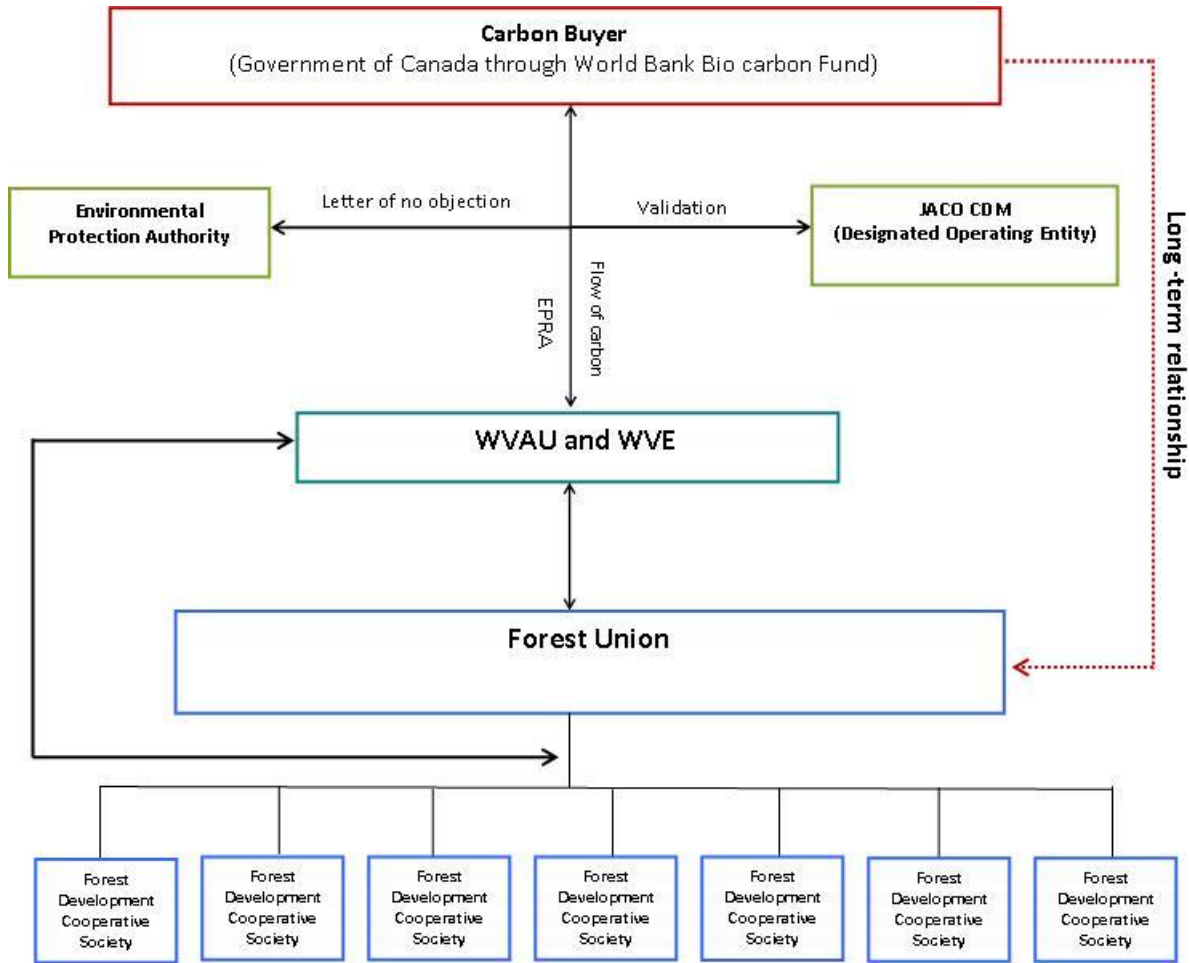 Carbon Buyer
(Government of Canada through World Bank Bio carbon Fund)
Letter of no objection
Validation
Environmental
Protection Authority
JACO CDM
(Designated Operating Entity)
Long-term relationship
Flow of carbon
EPRA
WVAU and WVE
Forest Union
Forest
Development
Cooperative
Society
Forest
Development
Cooperative
Society
Forest
Development
Cooperative
Society
Forest
Development
Cooperative
Society
Forest
Development
Cooperative
Society
Forest
Development
Cooperative
Society
Forest
Development
Cooperative
Society